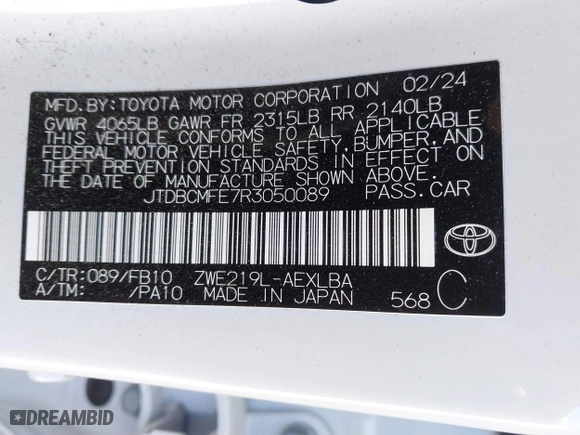 MFD. BY: TOYOTA MOTOR CORPORATION 02/24
GVWR 4065LB GAWR FR 2315LB RR 2140LB
THIS VEHICLE CONFORMS TO ALL APPLICABLE
FEDERAL MOTOR VEHICLE SAFETY, BUMPER, AND
THEFT PREVENTION STANDARDS IN EFFECT ON
THE DATE OF MANUFACTURE SHOWN ABOVE.
JTDBCMFE7R3050089 PASS. CAR
C/TR: 089/FB10 ZWE219L-AEXLBA
A/TM: /PA10 MADE IN JAPAN 568 C
TOYOTA
DREAMBID